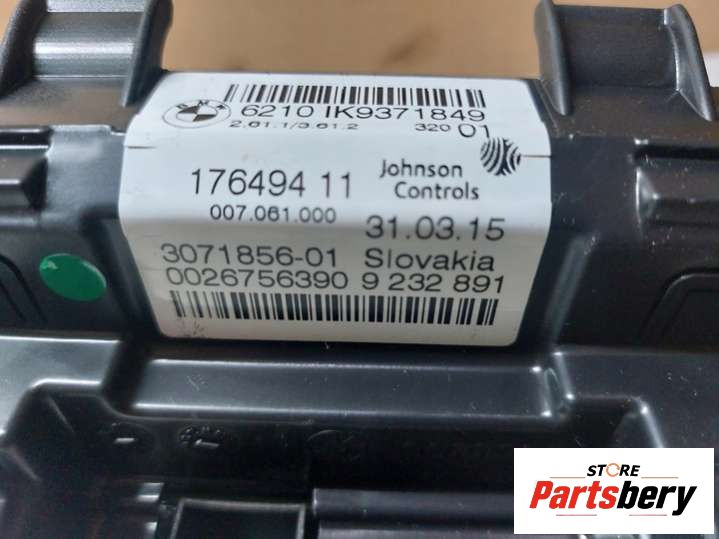 BMW
6210 IK9371849
2.61.1/3.61.2 320 01
176494 11 Johnson Controls
007.061.000 31.03.15
3071856-01 Slovakia
0026756390 9 232 891
STORE
Partsbery